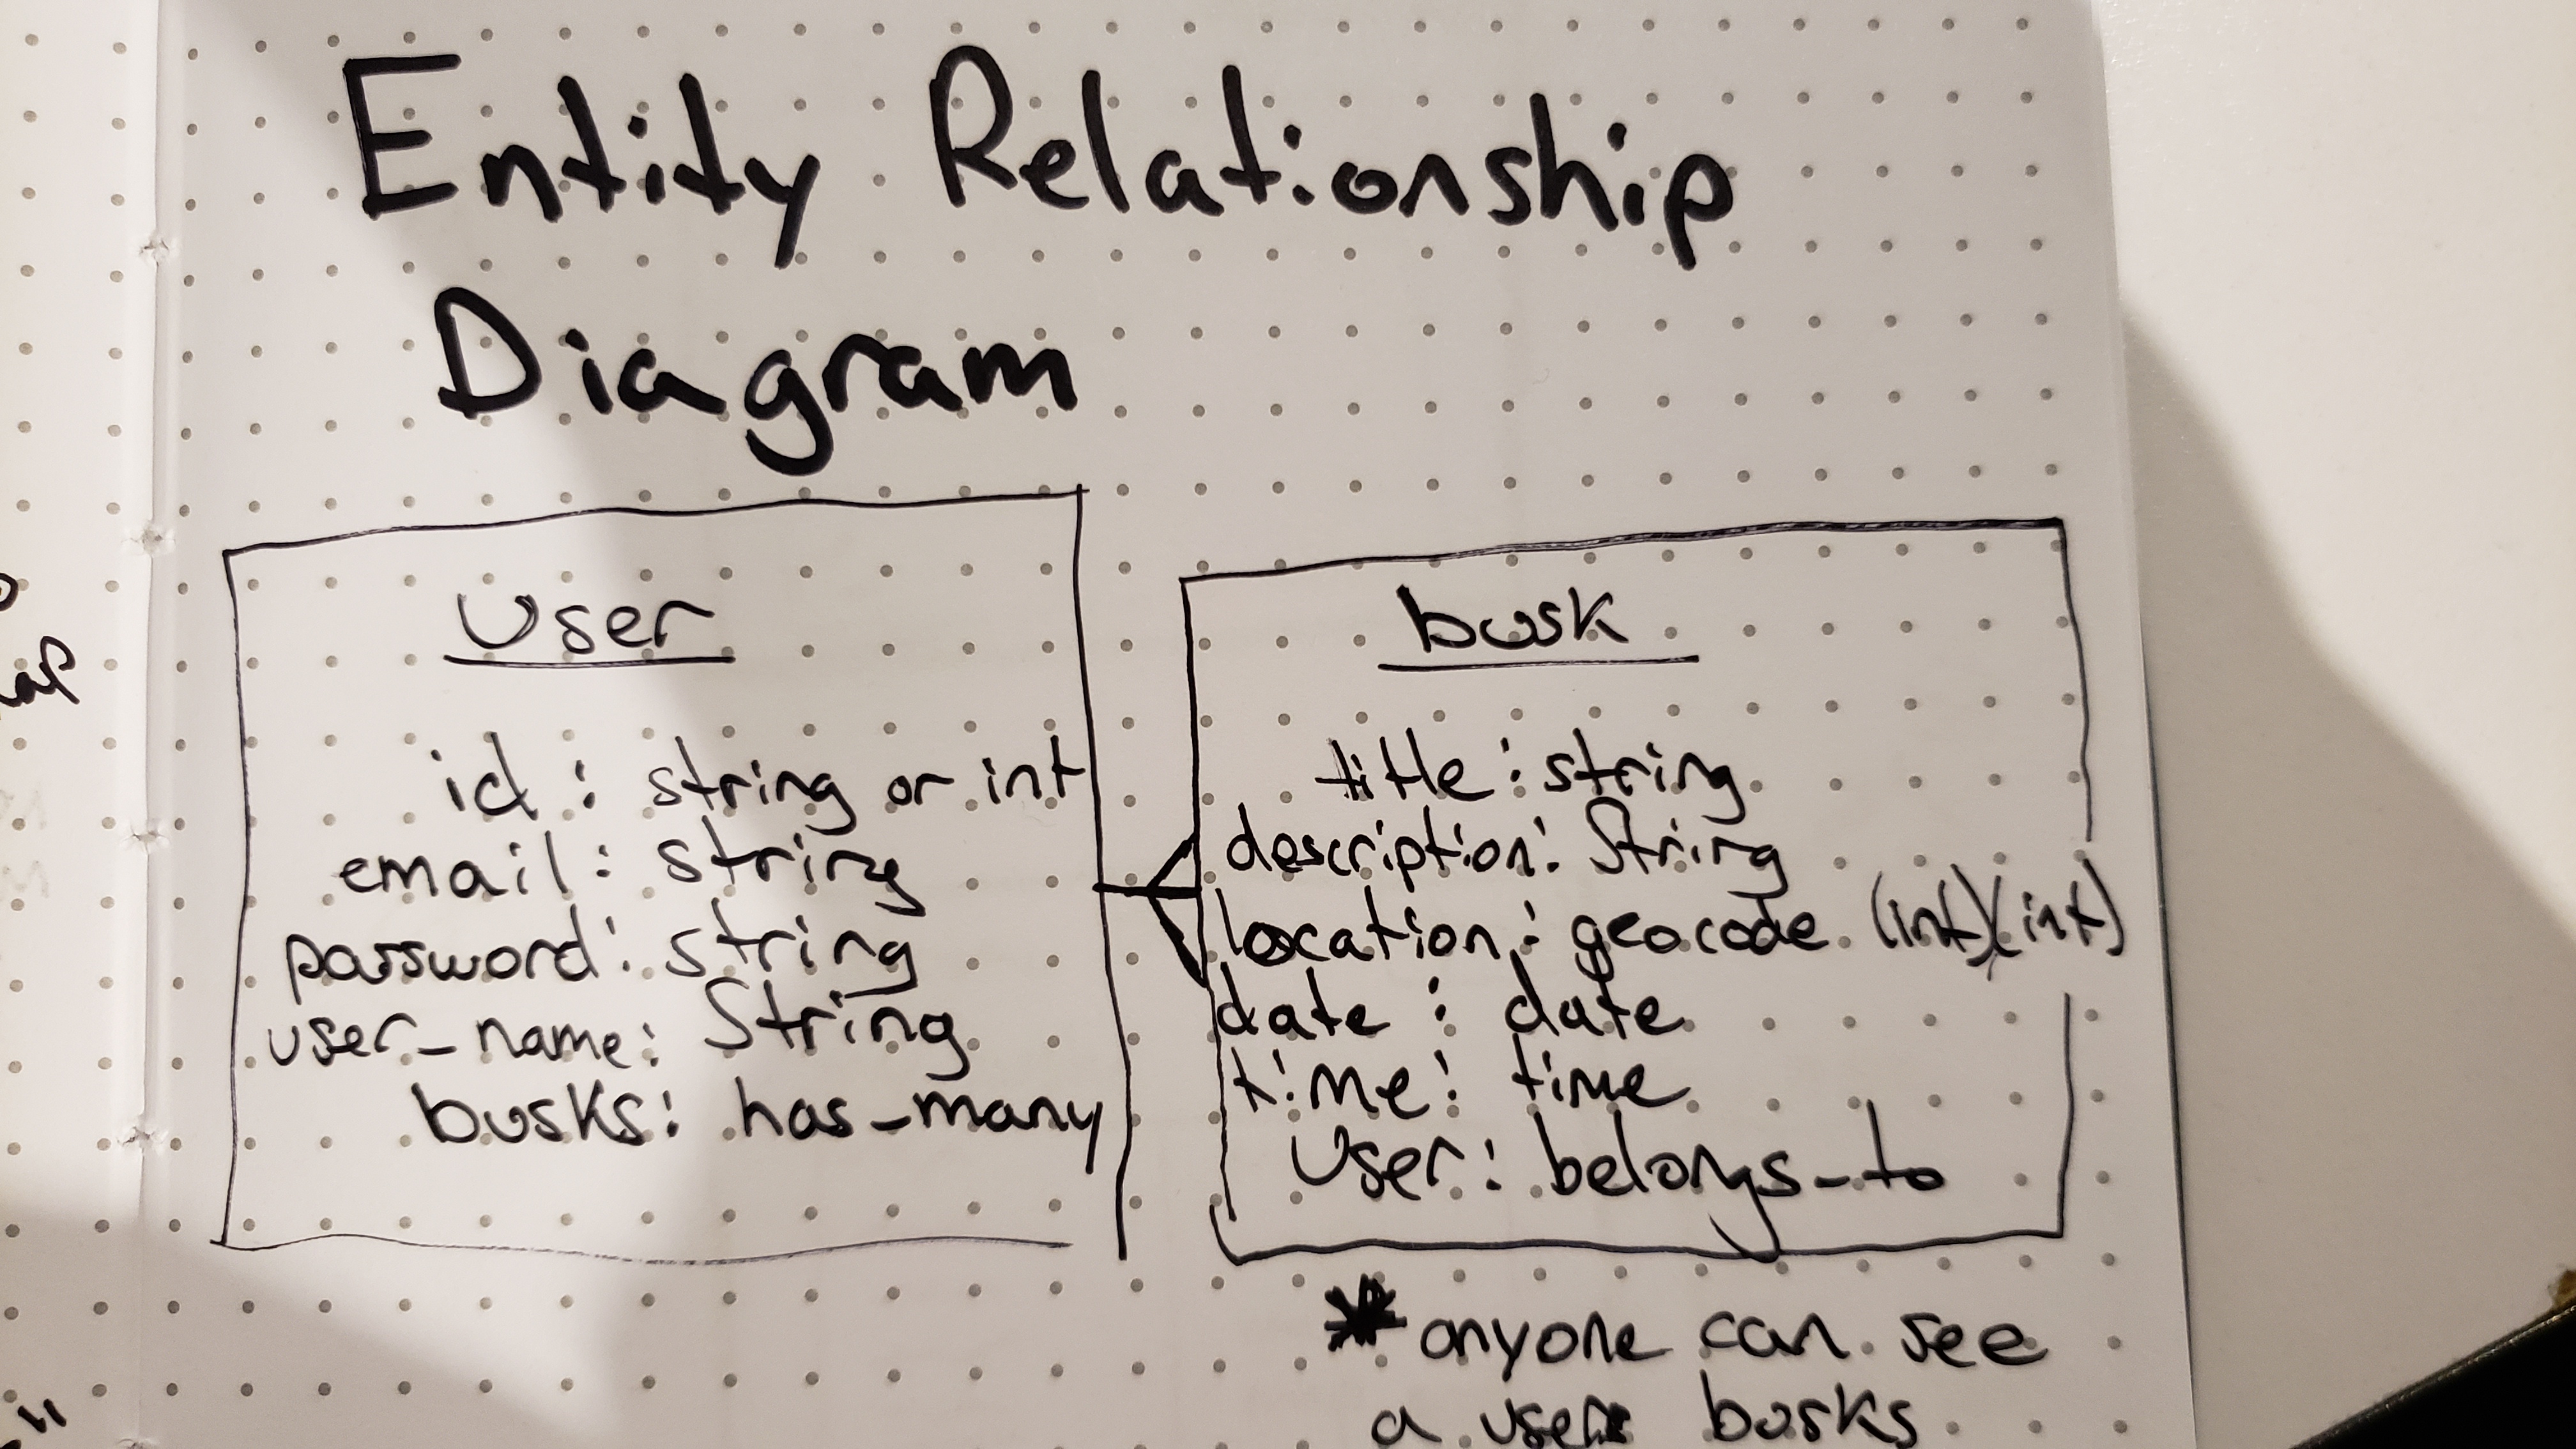 Entity Relationship
Diagram
User
id : string or int
email: string
password: string
user_name: String
busks: has_many
busk
title: string
description: String
location: geocode (int)(int)
date : date
time: time
User: belongs_to
*anyone can see
a users busks